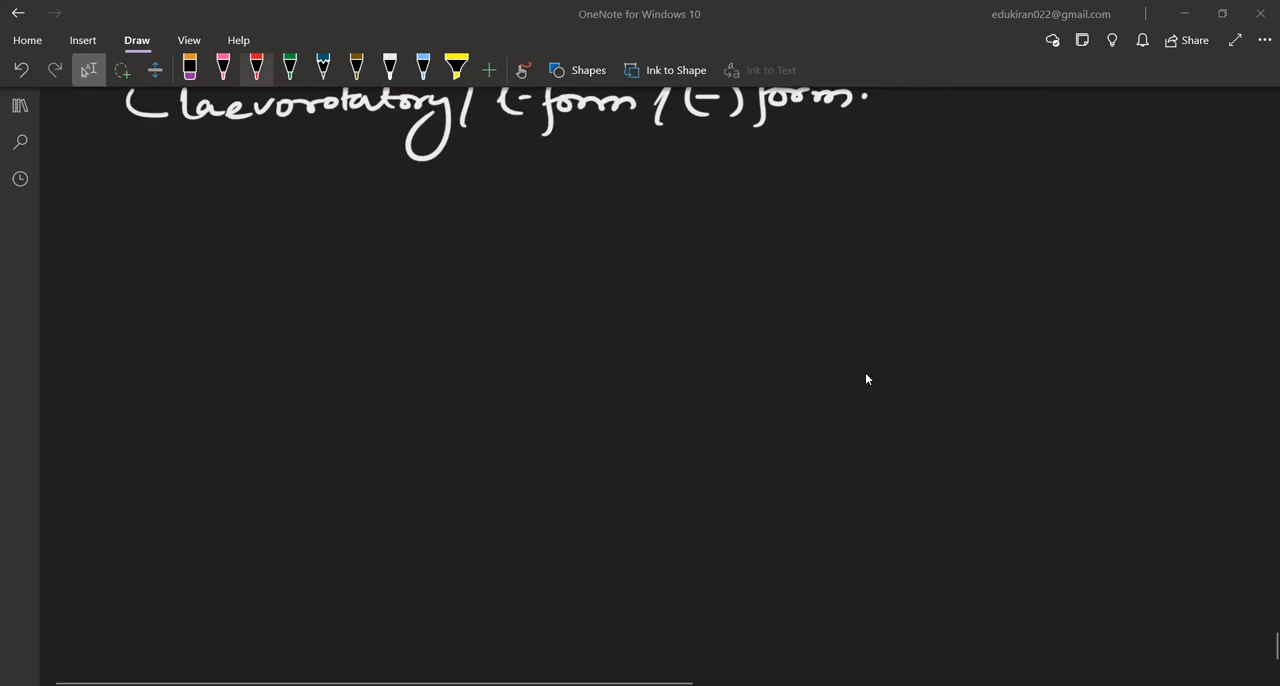 OneNote for Windows 10
edukiran022@gmail.com
Home Insert Draw View Help
Share
Shapes Ink to Shape Ink to Text
(laevorotatory/ l-form / (-) form.